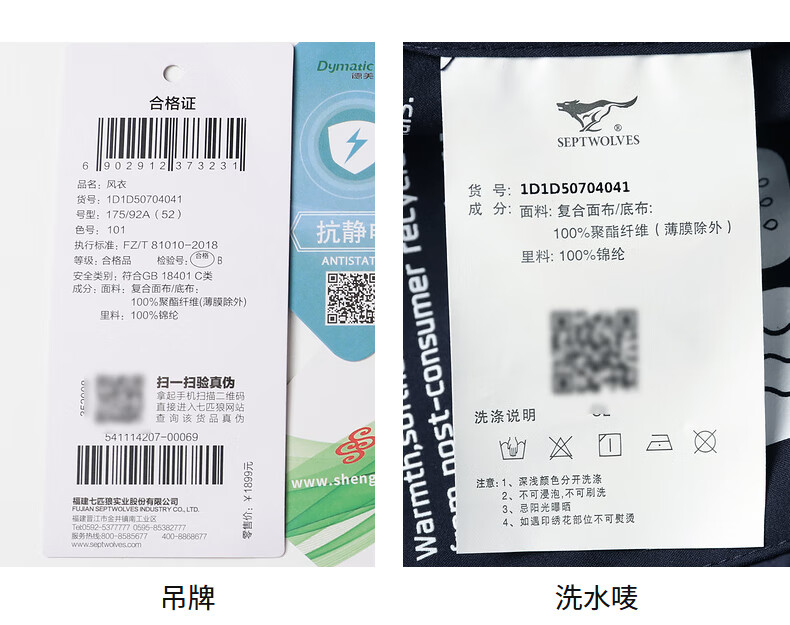 合格证
6 902912 373231
品名: 风衣
货号: 1D1D50704041
号型: 175/92A（52）
色号: 101
执行标准: FZ/T 81010-2018
等级: 合格品 检验号: 合格 B
安全类别: 符合GB 18401 C类
成分: 面料: 复合面布/底布:
100%聚酯纤维(薄膜除外)
里料: 100%锦纶
扫一扫验真伪
拿起手机扫描二维码
直接进入七匹狼网站
查询该货品真伪
541114207-00069
福建七匹狼实业股份有限公司
FUJIAN SEPTWOLVES INDUSTRY CO., LTD.
福建晋江市金井镇南工业区
Tel:0592-5377777 0595-85382777
服务热线:800-8585677 400-8868677
www.septwolves.com
合量价: ¥ 1899元
Dymatic
德美
抗静电
ANTISTAT
www.sheng
吊牌
SEPTWOLVES ®
货 号: 1D1D50704041
成 分: 面料: 复合面布/底布:
100%聚酯纤维（薄膜除外）
里料: 100%锦纶
洗涤说明
注意: 1、深浅颜色分开洗涤
2、不可浸泡,不可刷洗
3、忌阳光曝晒
4、如遇印绣花部位不可熨烫
from post-consumer recycle
洗水唛